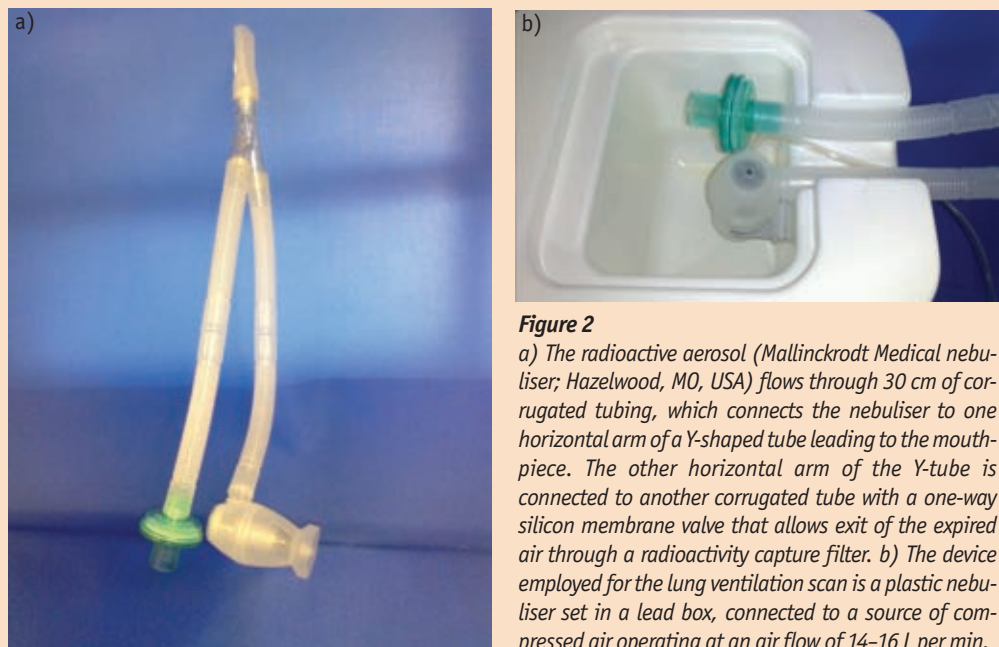 a)
b)
Figure 2
a) The radioactive aerosol (Mallinckrodt Medical nebu-
liser; Hazelwood, MO, USA) flows through 30 cm of cor-
rugated tubing, which connects the nebuliser to one
horizontal arm of a Y-shaped tube leading to the mouth-
piece. The other horizontal arm of the Y-tube is
connected to another corrugated tube with a one-way
silicon membrane valve that allows exit of the expired
air through a radioactivity capture filter. b) The device
employed for the lung ventilation scan is a plastic nebu-
liser set in a lead box, connected to a source of com-
pressed air operating at an air flow of 14–16 L per min.